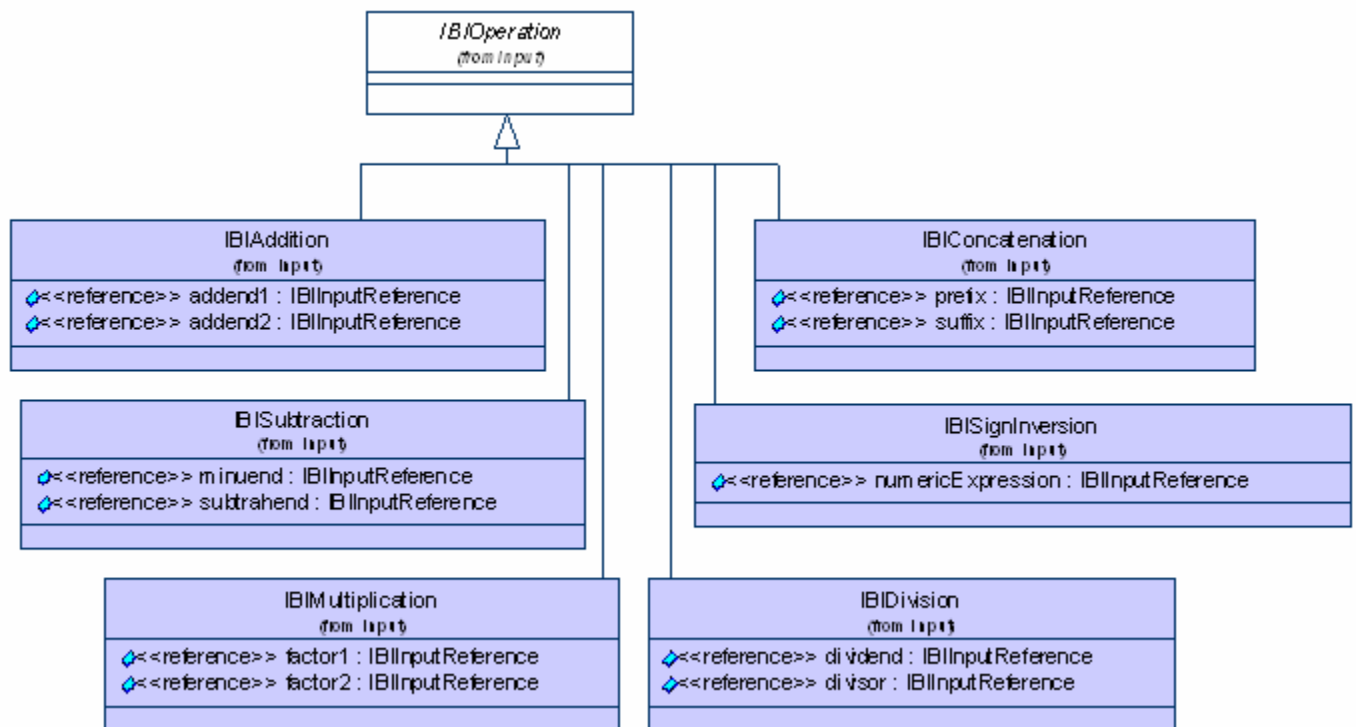 IBIOperation
(from Input)
IBIAddition
(from Input)
<<reference>> addend1 : IBIInputReference
<<reference>> addend2 : IBIInputReference
IBIConcatenation
(from Input)
<<reference>> prefix : IBIInputReference
<<reference>> suffix : IBIInputReference
IBISubtraction
(from Input)
<<reference>> minuend : IBIInputReference
<<reference>> subtrahend : IBIInputReference
IBISignInversion
(from Input)
<<reference>> numericExpression : IBIInputReference
IBIMultiplication
(from Input)
<<reference>> factor1 : IBIInputReference
<<reference>> factor2 : IBIInputReference
IBIDivision
(from Input)
<<reference>> dividend : IBIInputReference
<<reference>> divisor : IBIInputReference